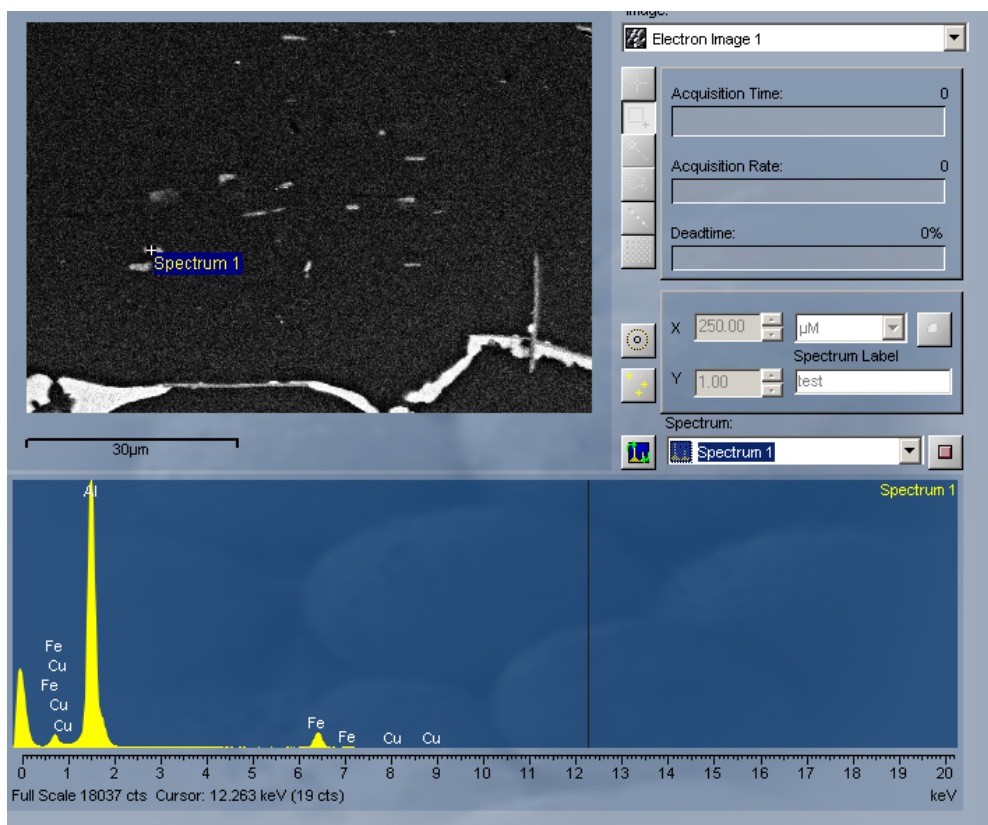 Image:
Electron Image 1
Acquisition Time: 0
Acquisition Rate: 0
Deadtime: 0%
Spectrum 1
X 250.00 µM
Spectrum Label
Y 1.00 test
Spectrum:
Spectrum 1
30µm
Al
Spectrum 1
Fe
Cu
Fe
Cu
Cu
Fe
Fe
Cu
Cu
0 1 2 3 4 5 6 7 8 9 10 11 12 13 14 15 16 17 18 19 20
Full Scale 18037 cts Cursor: 12.263 keV (19 cts) keV